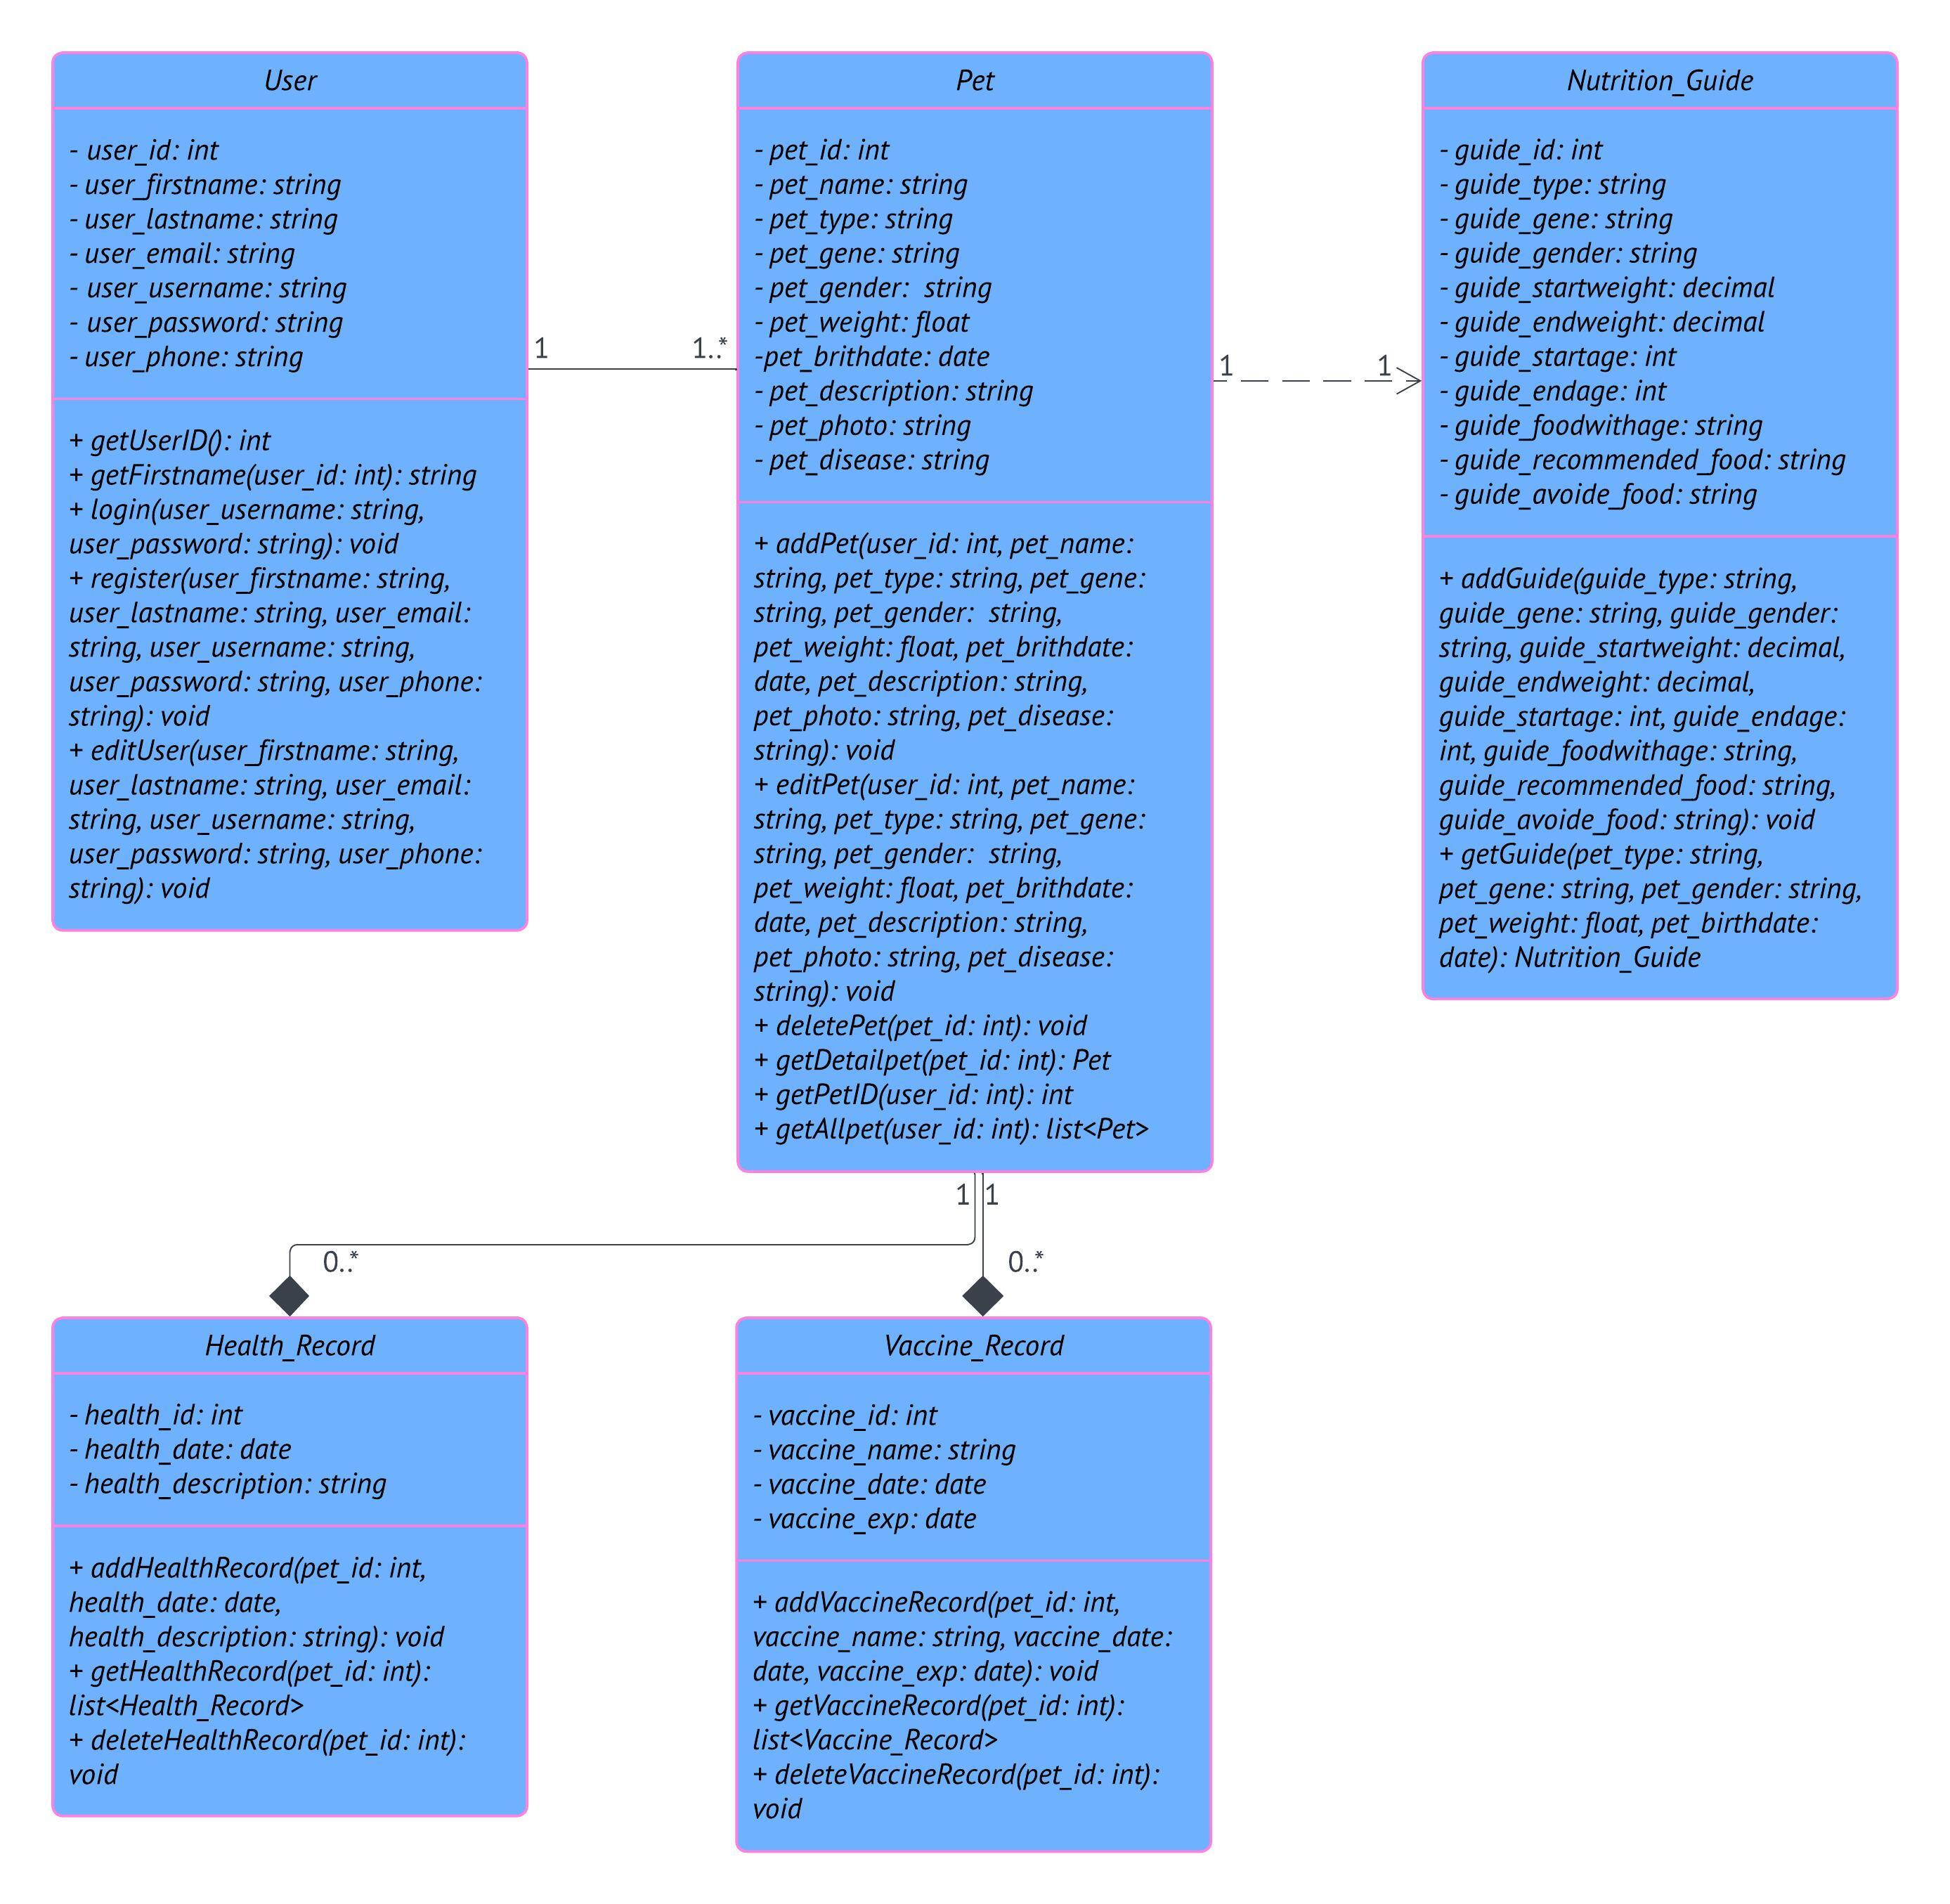 User
- user_id: int
- user_firstname: string
- user_lastname: string
- user_email: string
- user_username: string
- user_password: string
- user_phone: string
+ getUserID(): int
+ getFirstname(user_id: int): string
+ login(user_username: string,
user_password: string): void
+ register(user_firstname: string,
user_lastname: string, user_email:
string, user_username: string,
user_password: string, user_phone:
string): void
+ editUser(user_firstname: string,
user_lastname: string, user_email:
string, user_username: string,
user_password: string, user_phone:
string): void
1
1..*
Pet
- pet_id: int
- pet_name: string
- pet_type: string
- pet_gene: string
- pet_gender:  string
- pet_weight: float
-pet_brithdate: date
- pet_description: string
- pet_photo: string
- pet_disease: string
+ addPet(user_id: int, pet_name:
string, pet_type: string, pet_gene:
string, pet_gender:  string,
pet_weight: float, pet_brithdate:
date, pet_description: string,
pet_photo: string, pet_disease:
string): void
+ editPet(user_id: int, pet_name:
string, pet_type: string, pet_gene:
string, pet_gender:  string,
pet_weight: float, pet_brithdate:
date, pet_description: string,
pet_photo: string, pet_disease:
string): void
+ deletePet(pet_id: int): void
+ getDetailpet(pet_id: int): Pet
+ getPetID(user_id: int): int
+ getAllpet(user_id: int): list<Pet>
1
1
Nutrition_Guide
- guide_id: int
- guide_type: string
- guide_gene: string
- guide_gender: string
- guide_startweight: decimal
- guide_endweight: decimal
- guide_startage: int
- guide_endage: int
- guide_foodwithage: string
- guide_recommended_food: string
- guide_avoide_food: string
+ addGuide(guide_type: string,
guide_gene: string, guide_gender:
string, guide_startweight: decimal,
guide_endweight: decimal,
guide_startage: int, guide_endage:
int, guide_foodwithage: string,
guide_recommended_food: string,
guide_avoide_food: string): void
+ getGuide(pet_type: string,
pet_gene: string, pet_gender: string,
pet_weight: float, pet_birthdate:
date): Nutrition_Guide
1
1
0..*
0..*
Health_Record
- health_id: int
- health_date: date
- health_description: string
+ addHealthRecord(pet_id: int,
health_date: date,
health_description: string): void
+ getHealthRecord(pet_id: int):
list<Health_Record>
+ deleteHealthRecord(pet_id: int):
void
Vaccine_Record
- vaccine_id: int
- vaccine_name: string
- vaccine_date: date
- vaccine_exp: date
+ addVaccineRecord(pet_id: int,
vaccine_name: string, vaccine_date:
date, vaccine_exp: date): void
+ getVaccineRecord(pet_id: int):
list<Vaccine_Record>
+ deleteVaccineRecord(pet_id: int):
void